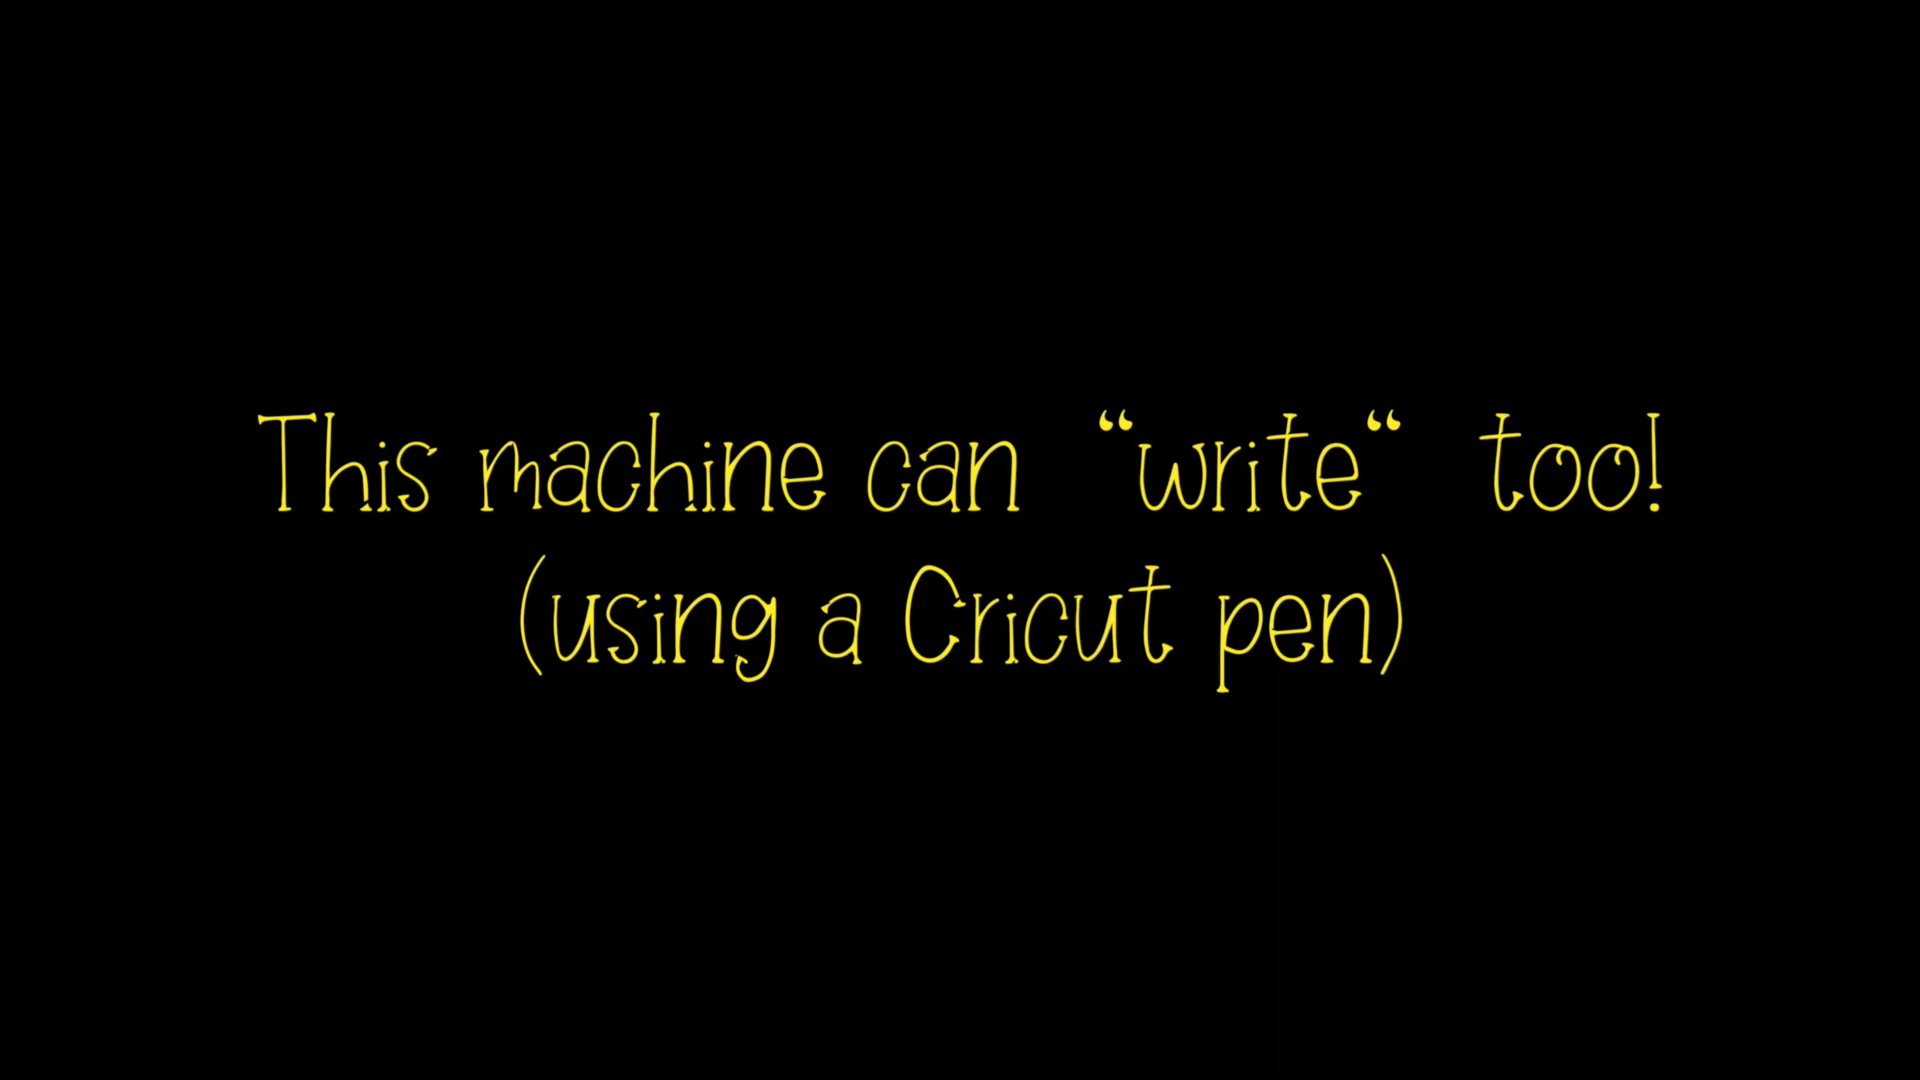 This machine can “write“ too!
(using a Cricut pen)